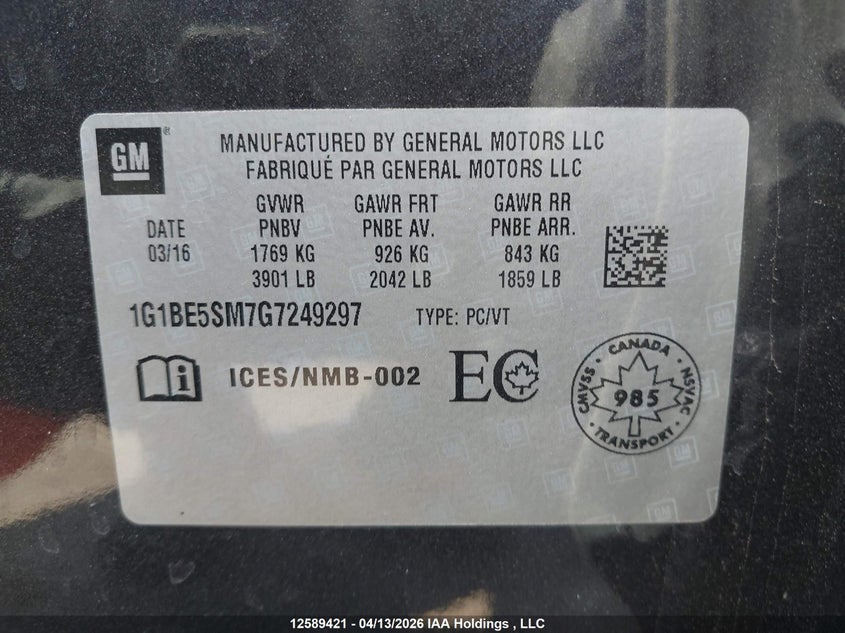 GM
MANUFACTURED BY GENERAL MOTORS LLC
FABRIQUÉ PAR GENERAL MOTORS LLC
DATE
03/16
GVWR
PNBV
1769 KG
3901 LB
GAWR FRT
PNBE AV.
926 KG
2042 LB
GAWR RR
PNBE ARR.
843 KG
1859 LB
1G1BE5SM7G7249297 TYPE: PC/VT
i ICES/NMB-002 EC
CMVSS • CANADA • NSVAC • TRANSPORT •
985
12589421 - 04/13/2026 IAA Holdings , LLC